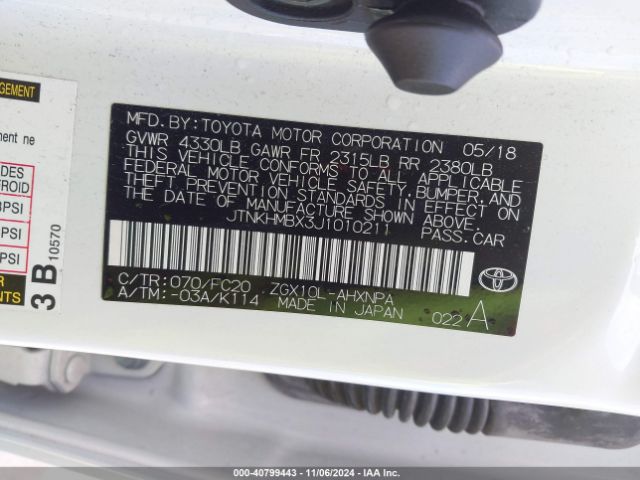 AGEMENT
ment ne
DES
FROID
PSI
PSI
3 B
10570
MFD. BY: TOYOTA MOTOR CORPORATION 05/18
GVWR 4330LB GAWR FR 2315LB RR 2380LB
THIS VEHICLE CONFORMS TO ALL APPLICABLE
FEDERAL MOTOR VEHICLE SAFETY, BUMPER, AND
THEFT PREVENTION STANDARDS IN EFFECT ON
THE DATE OF MANUFACTURE SHOWN ABOVE.
JTNKHMBX3J1010211 PASS.CAR
C/TR: 070/FC20 ZGX10L-AHXNPA
A/TM: -03A/K114 MADE IN JAPAN 022 A
TOYOTA
000-40799443 • 11/06/2024 — IAA Inc.